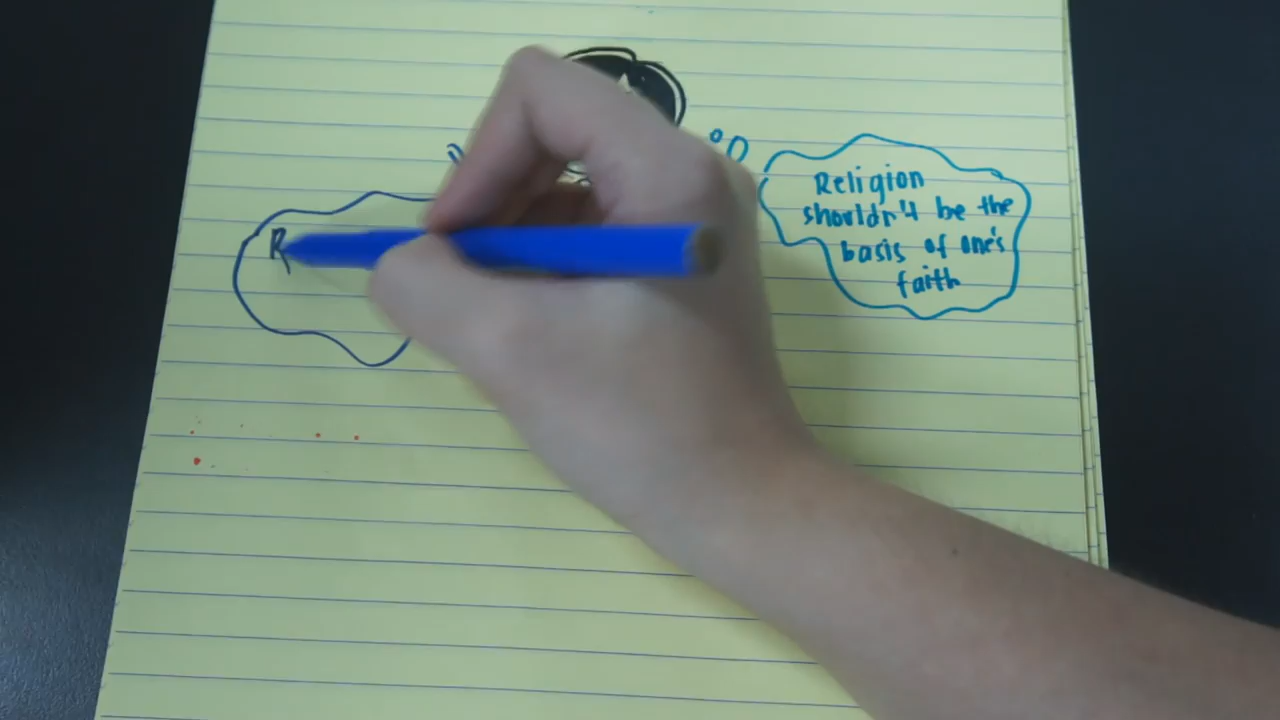 R
Religion
shouldn't be the
basis of one's
faith